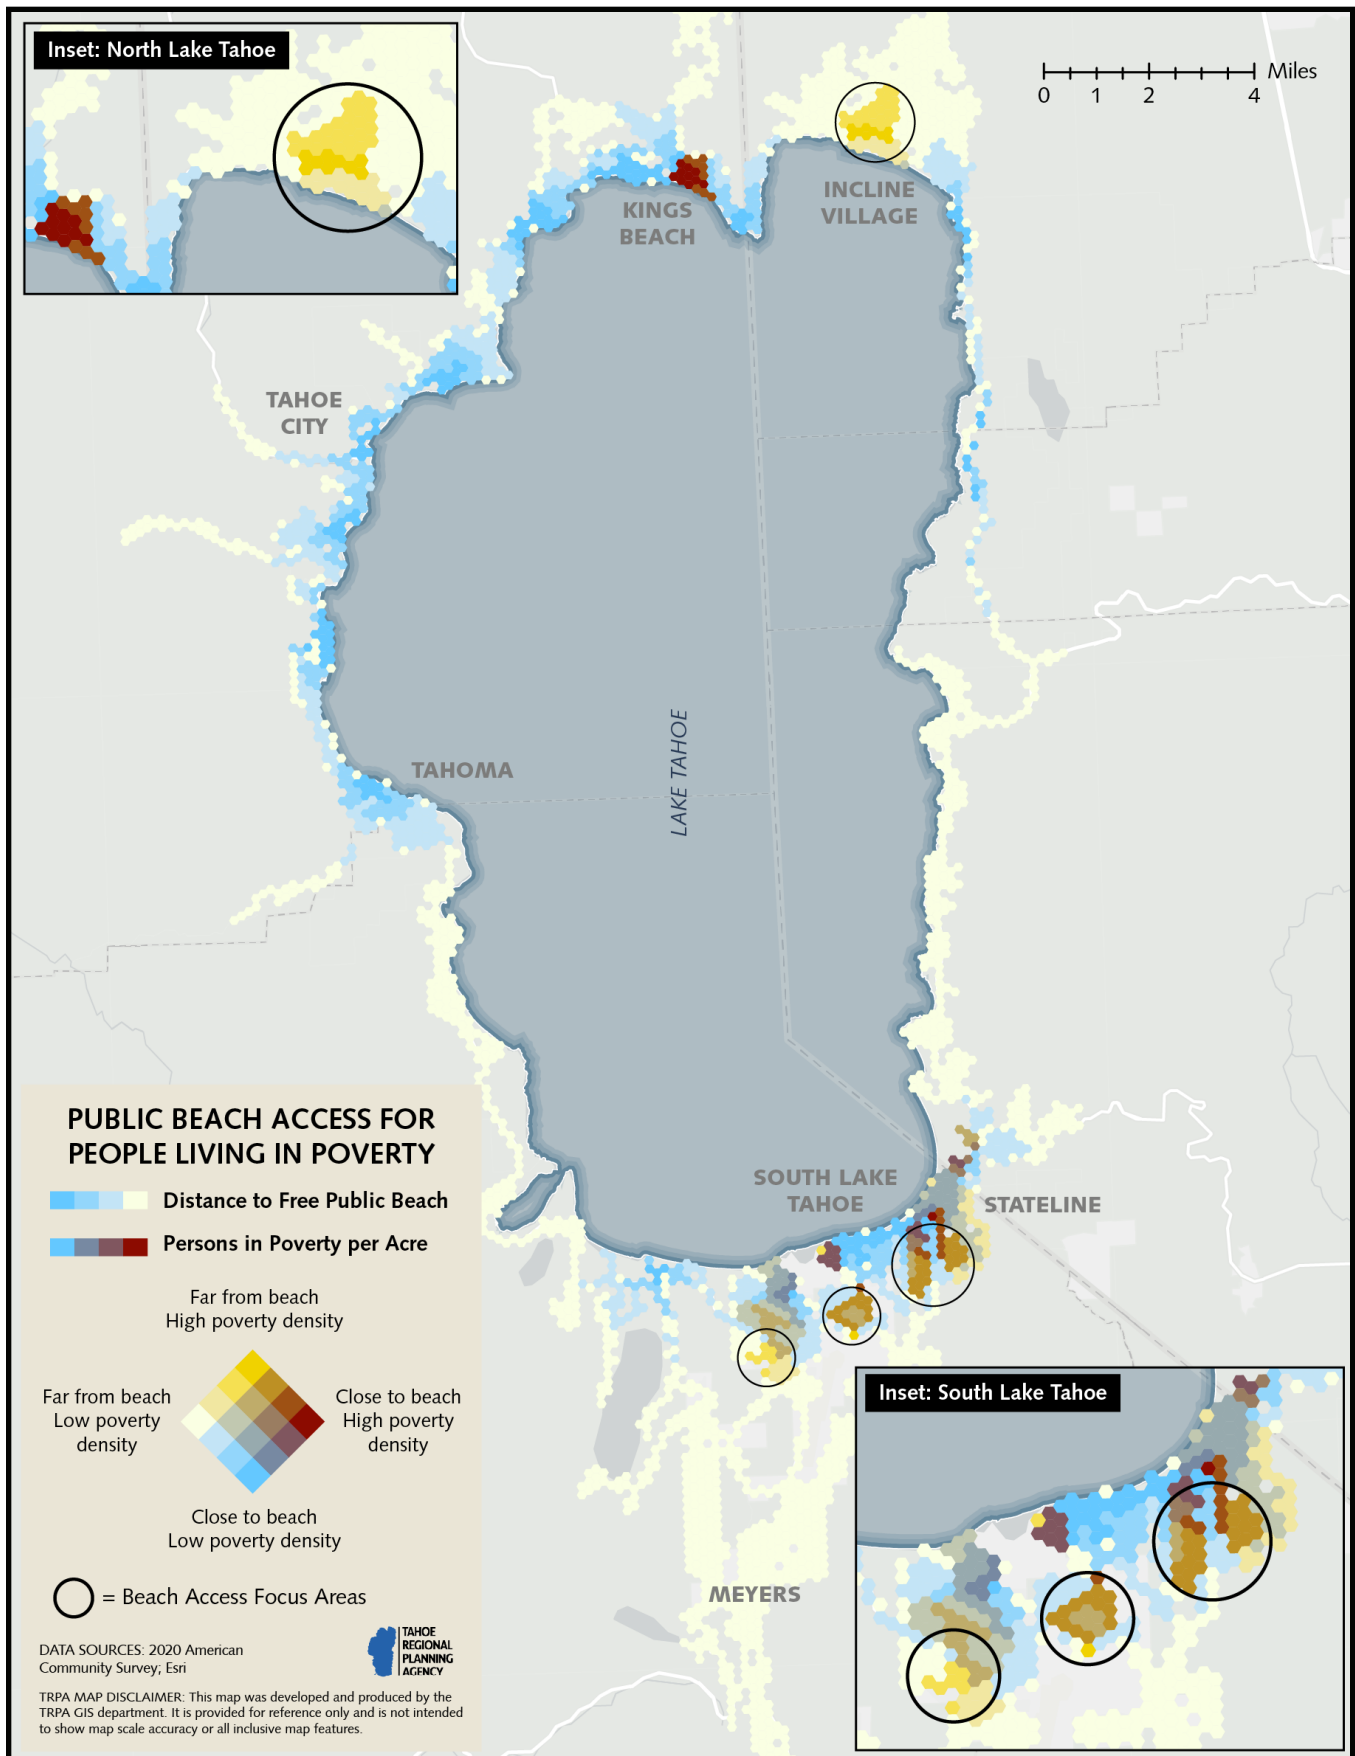 Inset: North Lake Tahoe
Miles
0 1 2 4
INCLINE
VILLAGE
KINGS
BEACH
TAHOE
CITY
TAHOMA
LAKE TAHOE
SOUTH LAKE
TAHOE
STATELINE
MEYERS
Inset: South Lake Tahoe
PUBLIC BEACH ACCESS FOR
PEOPLE LIVING IN POVERTY
Distance to Free Public Beach
Persons in Poverty per Acre
Far from beach
High poverty density
Far from beach
Low poverty
density
Close to beach
High poverty
density
Close to beach
Low poverty density
= Beach Access Focus Areas
DATA SOURCES: 2020 American
Community Survey; Esri
TAHOE
REGIONAL
PLANNING
AGENCY
TRPA MAP DISCLAIMER: This map was developed and produced by the
TRPA GIS department. It is provided for reference only and is not intended
to show map scale accuracy or all inclusive map features.